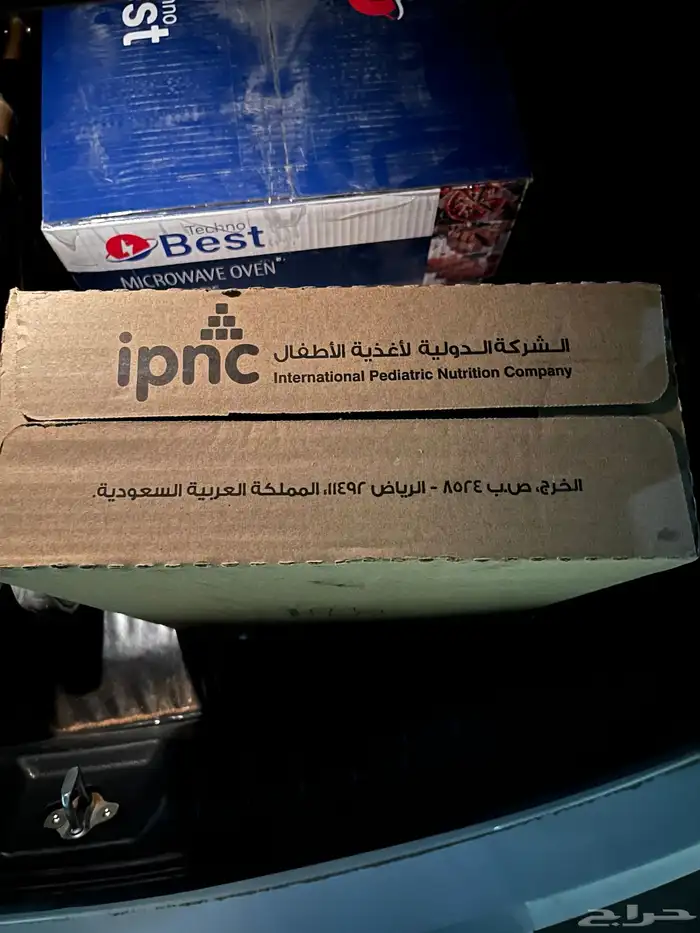 Techno
Best
MICROWAVE OVEN
ipnc
الشركة الدولية لأغذية الأطفال
International Pediatric Nutrition Company
الخرج، ص.ب ٨٥٢٤ - الرياض ١١٤٩٢، المملكة العربية السعودية.
حراج